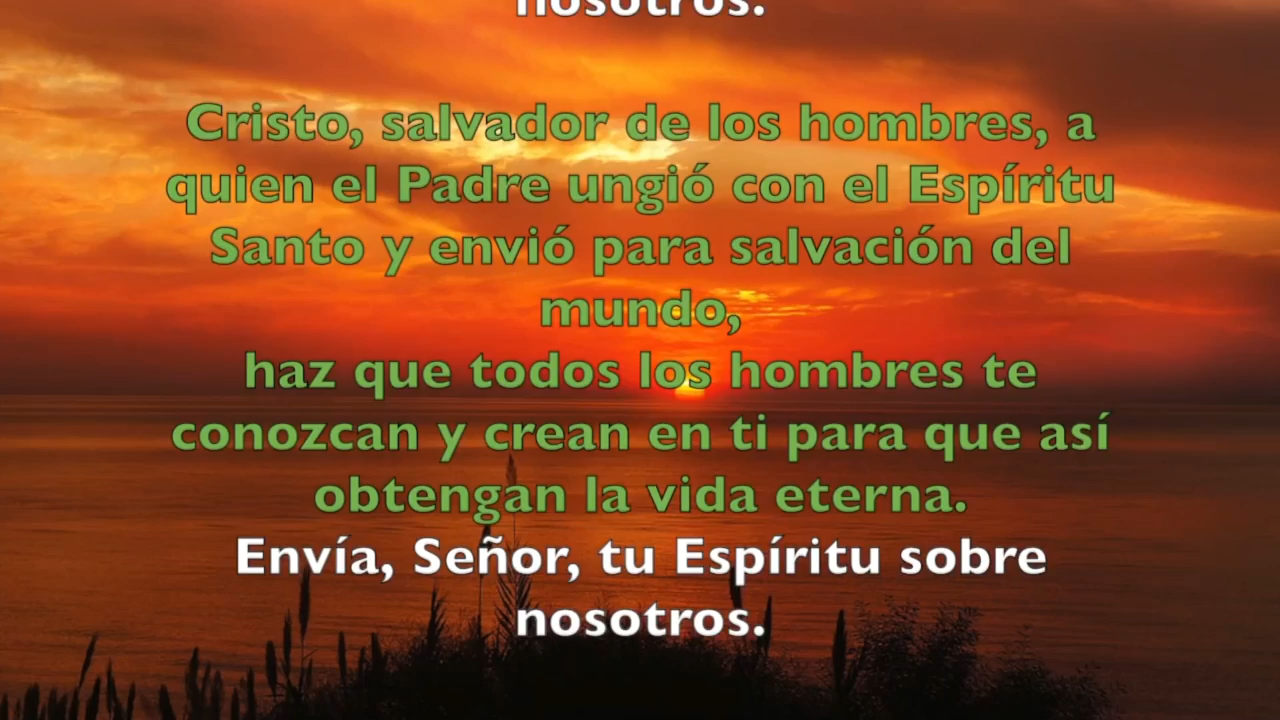 nosotros.
Cristo, salvador de los hombres, a
quien el Padre ungió con el Espíritu
Santo y envió para salvación del
mundo,
haz que todos los hombres te
conozcan y crean en ti para que así
obtengan la vida eterna.
Envía, Señor, tu Espíritu sobre
nosotros.